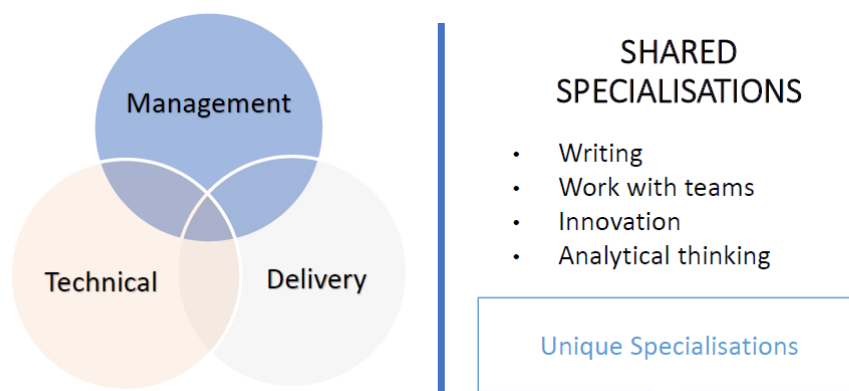 Management
Technical
Delivery
SHARED
SPECIALISATIONS
• Writing
• Work with teams
• Innovation
• Analytical thinking
Unique Specialisations